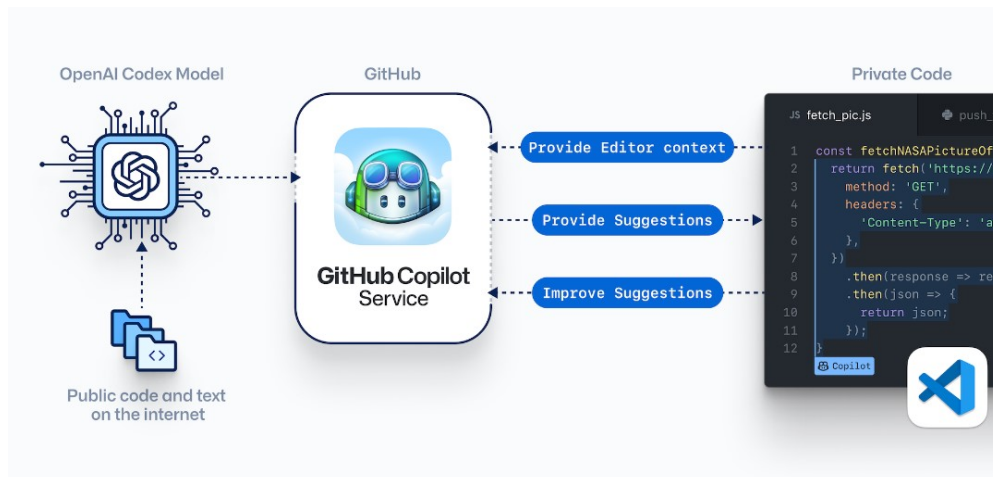 OpenAI Codex Model
GitHub
Private Code
JS fetch_pic.js
push_
Provide Editor context
Provide Suggestions
Improve Suggestions
GitHub Copilot
Service
Public code and text
on the internet
1 const fetchNASAPictureOf
2 return fetch('https://
3 method: 'GET',
4 headers: {
5 'Content-Type': 'a
6 },
7 })
8 .then(response => re
9 .then(json => {
10 return json;
11 });
12 }
Copilot